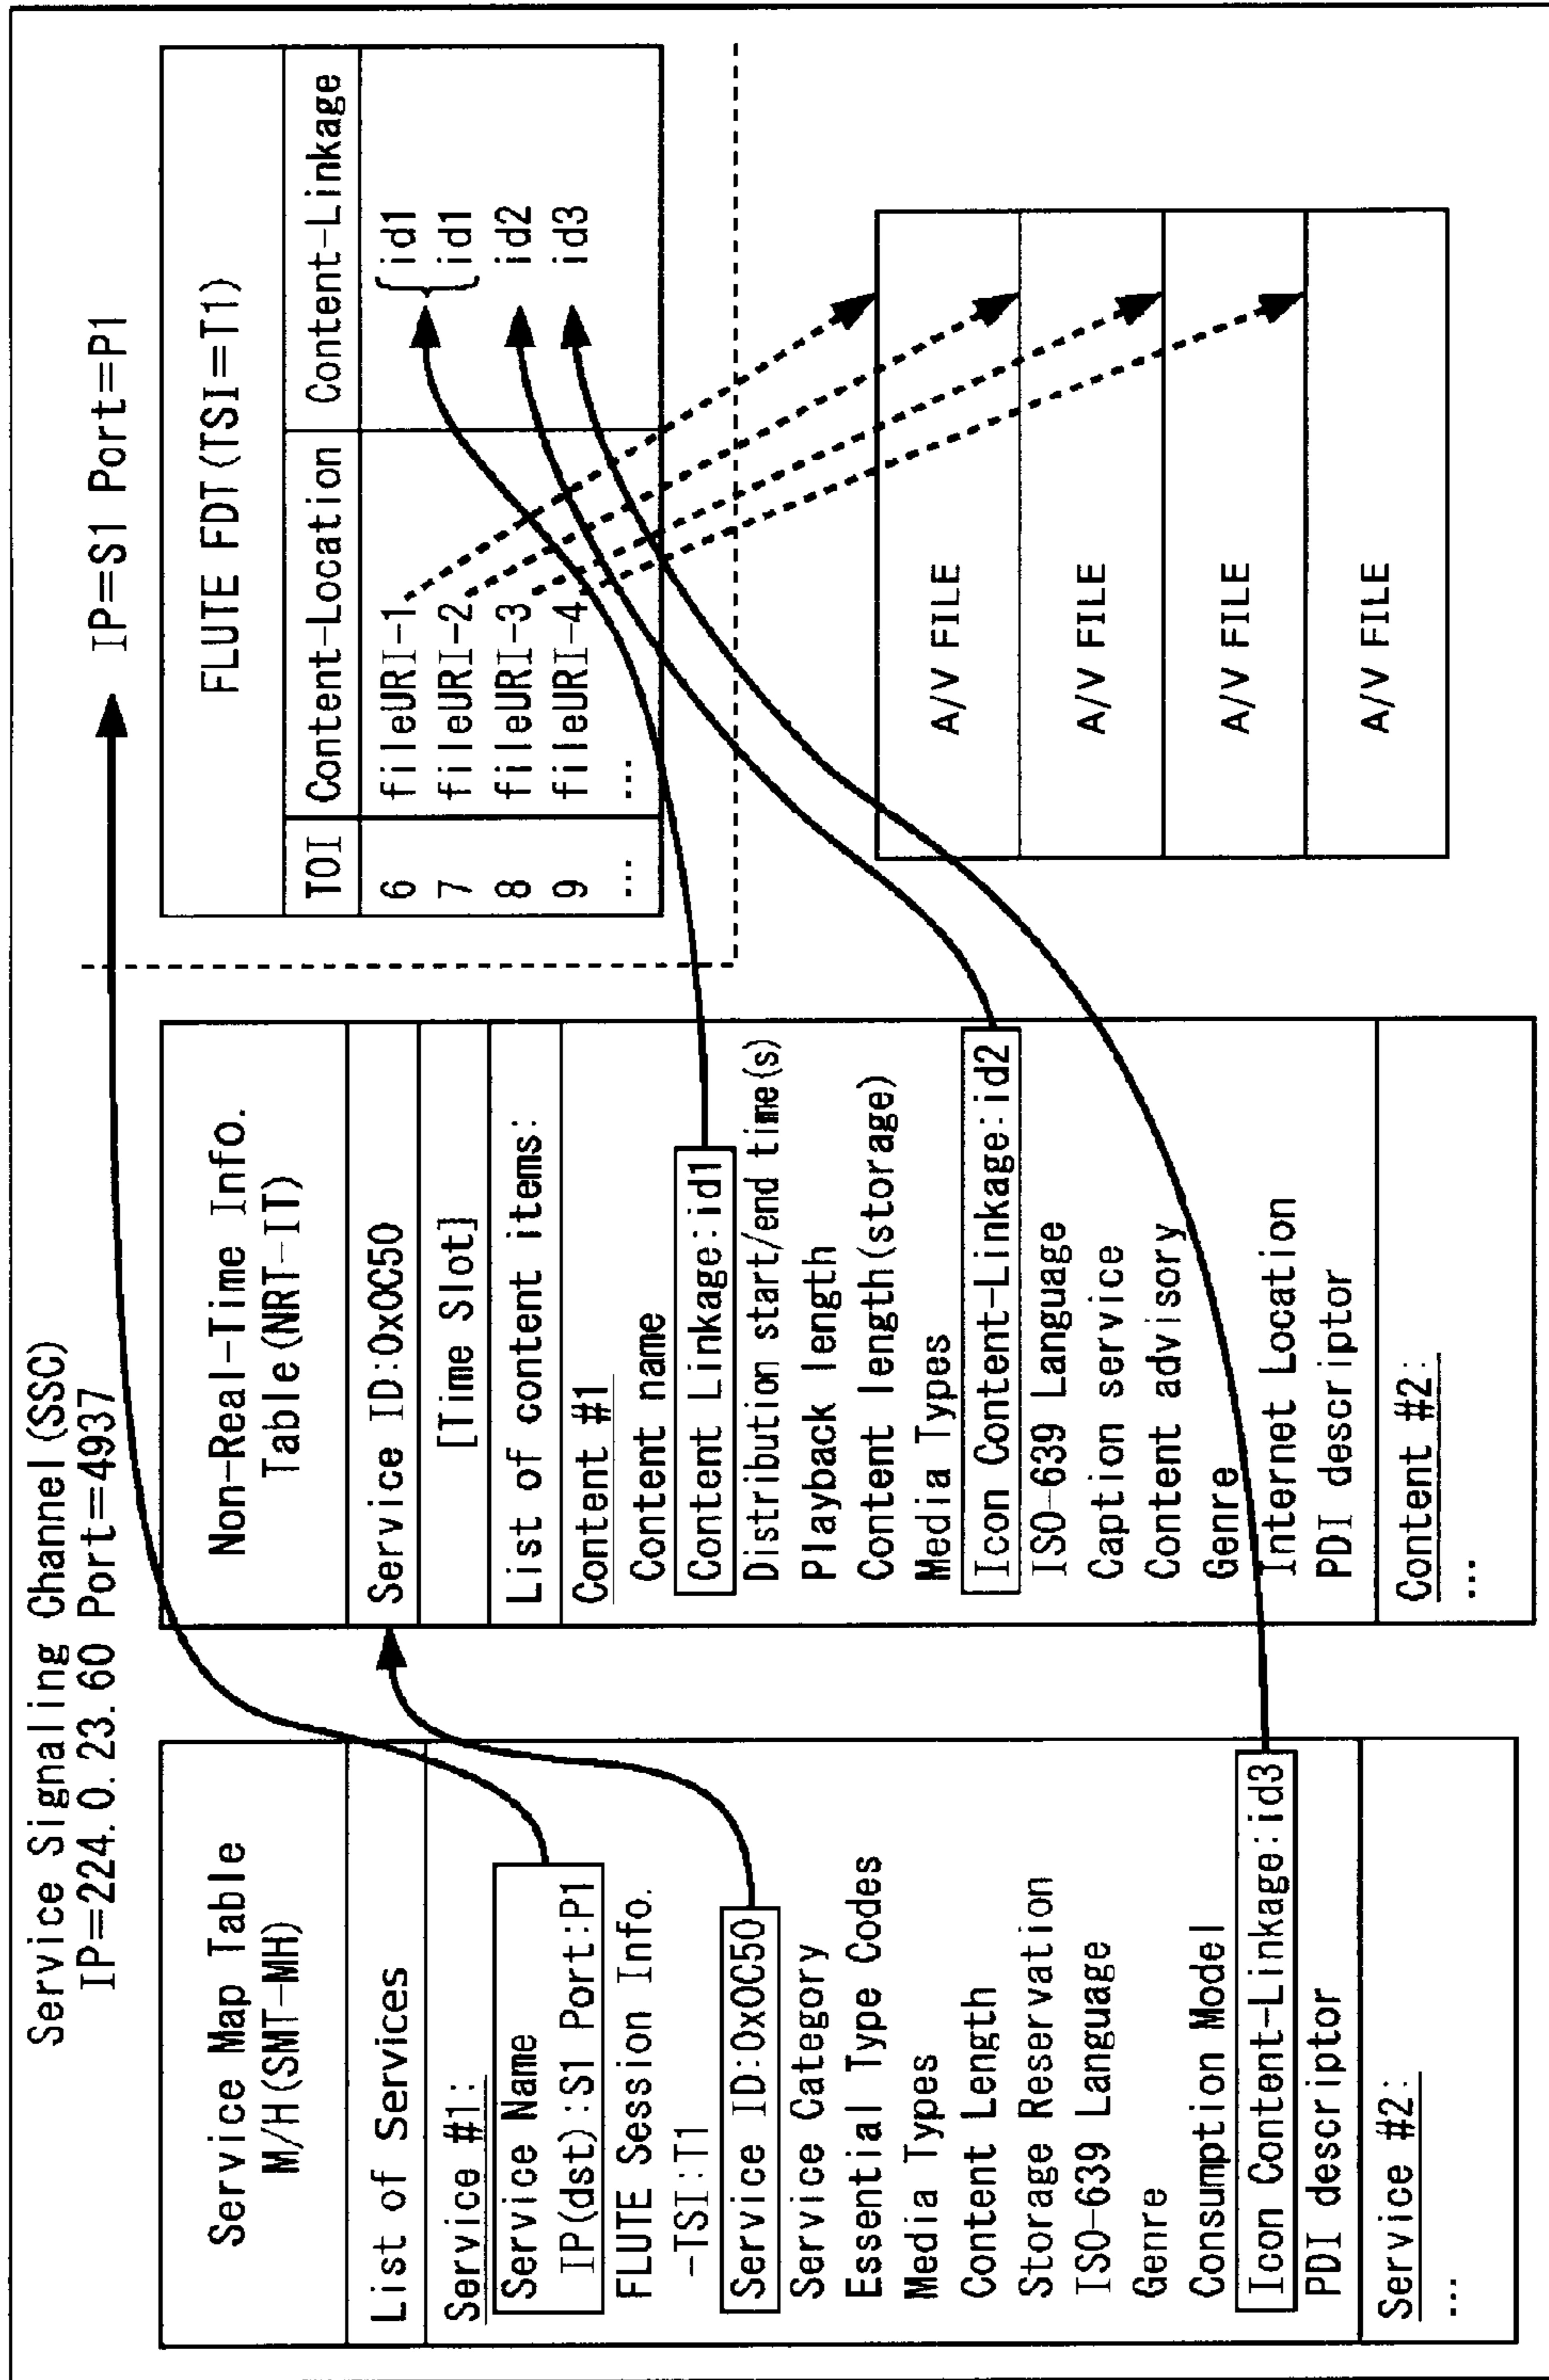 Service Signaling Channel(SSC)
IP=224.0.23.60 Port=4937
Service Map Table
M/H(SMT-MH)
List of Services
Service #1:
Service Name
IP(dst):S1 Port:P1
FLUTE Session Info.
-TSI:T1
Service ID:0x0C50
Service Category
Essential Type Codes
Media Types
Content Length
Storage Reservation
ISO-639 Language
Genre
Consumption Model
Icon Content-Linkage:id3
PDI descriptor
Service #2:
...
Non-Real-Time Info.
Table(NRT-IT)
Service ID:0x0C50
[Time Slot]
List of content items:
Content #1
Content name
Content Linkage:id1
Distribution start/end time(s)
Playback length
Content length(storage)
Media Types
Icon Content-Linkage:id2
ISO-639 Language
Caption service
Content advisory
Genre
Internet Location
PDI descriptor
Content #2:
...
IP=S1 Port=P1
FLUTE FDT(TSI=T1)
TOI Content-Location Content-Linkage
6 fileURI-1 id1
7 fileURI-2 id1
8 fileURI-3 id2
9 fileURI-4 id3
... ...
A/V FILE
A/V FILE
A/V FILE
A/V FILE